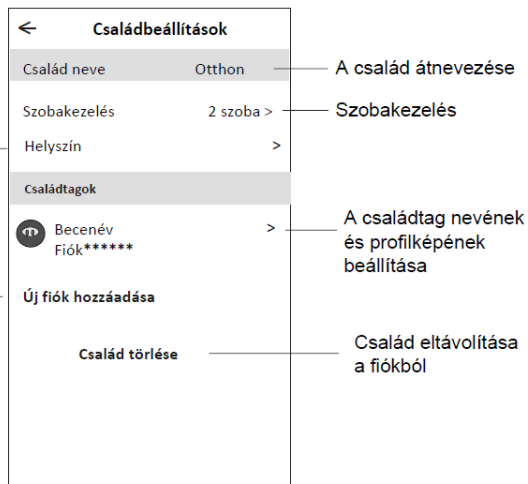 Családbeállítások
Család neve Otthon
A család átnevezése
Szobakezelés 2 szoba >
Szobakezelés
Helyszín >
Családtagok
Becenév >
Fiók******
A családtag nevének
és profilképének
beállítása
Új fiók hozzáadása
Család törlése
Család eltávolítása
a fiókból